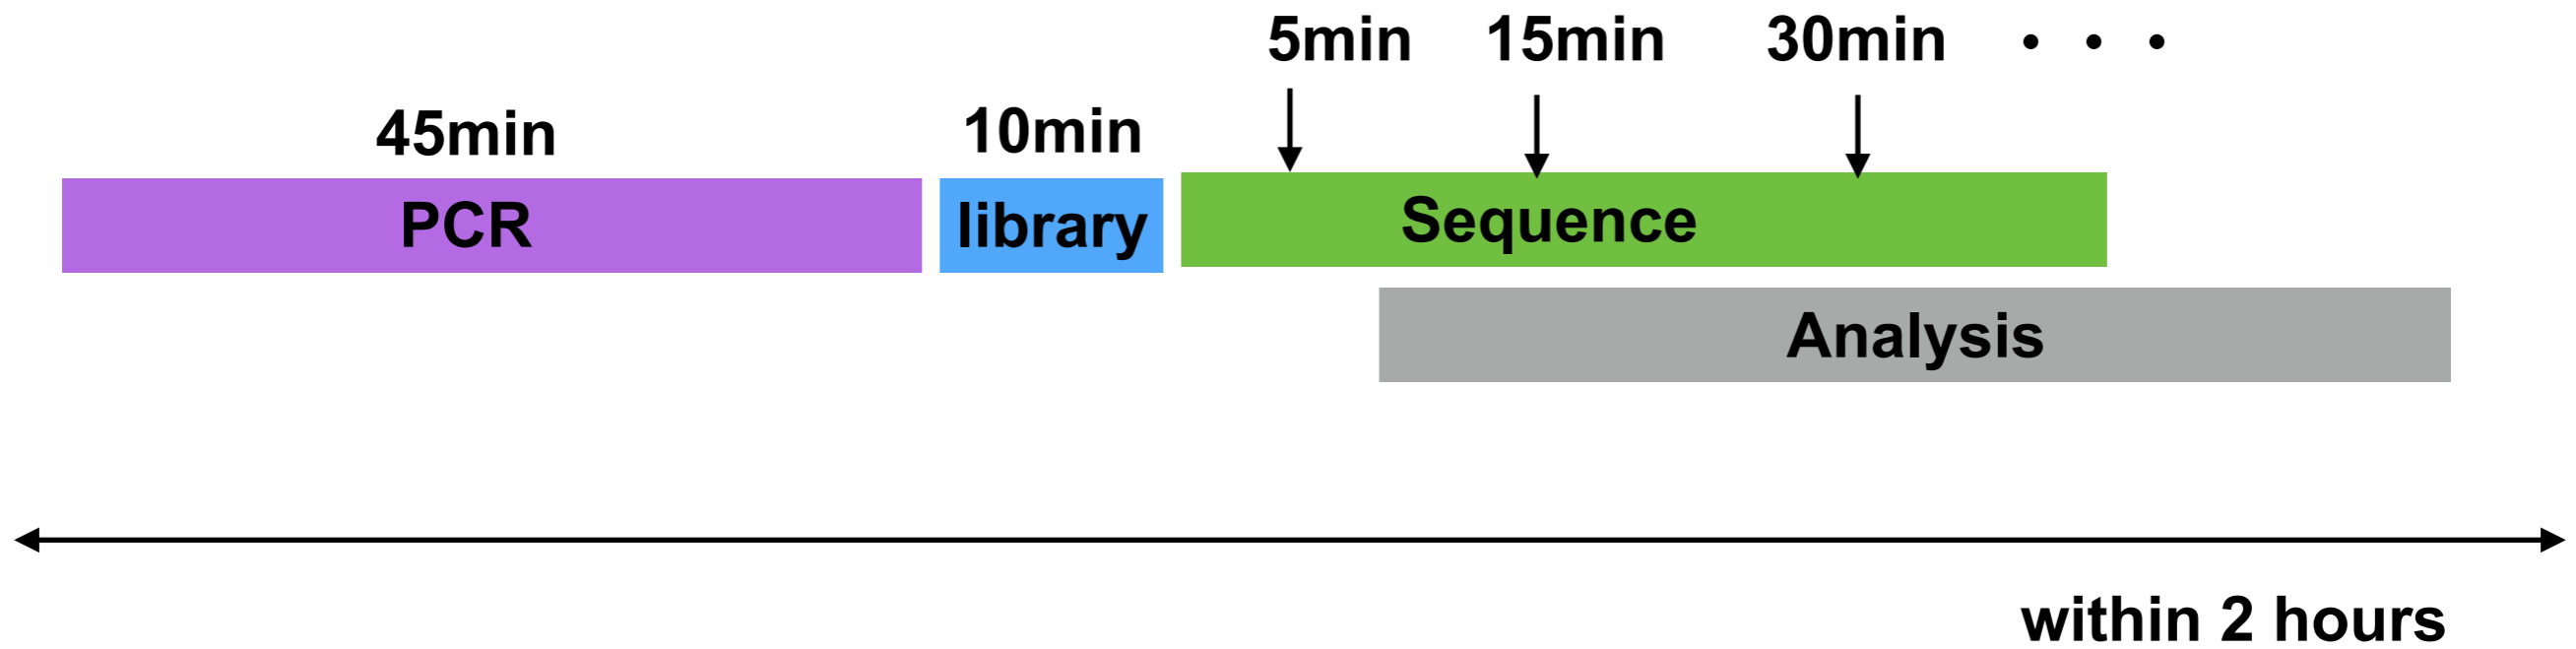 5min 15min 30min • • •
45min 10min
PCR library Sequence
Analysis
within 2 hours